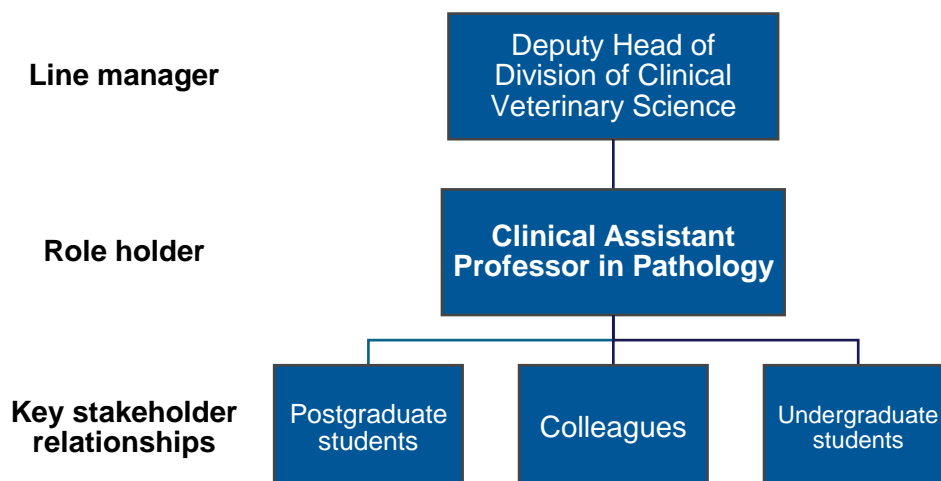 Line manager
Deputy Head of
Division of Clinical
Veterinary Science
Role holder
Clinical Assistant
Professor in Pathology
Key stakeholder
relationships
Postgraduate
students
Colleagues
Undergraduate
students